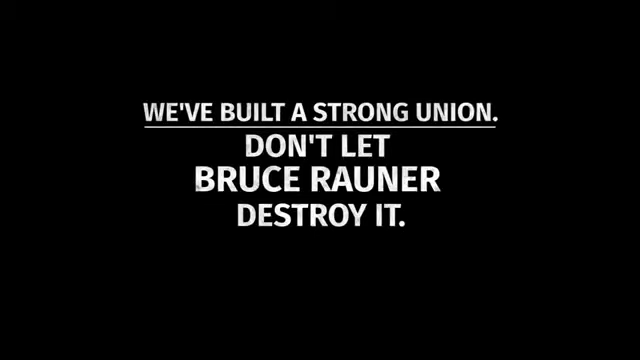 WE'VE BUILT A STRONG UNION.
DON'T LET
BRUCE RAUNER
DESTROY IT.